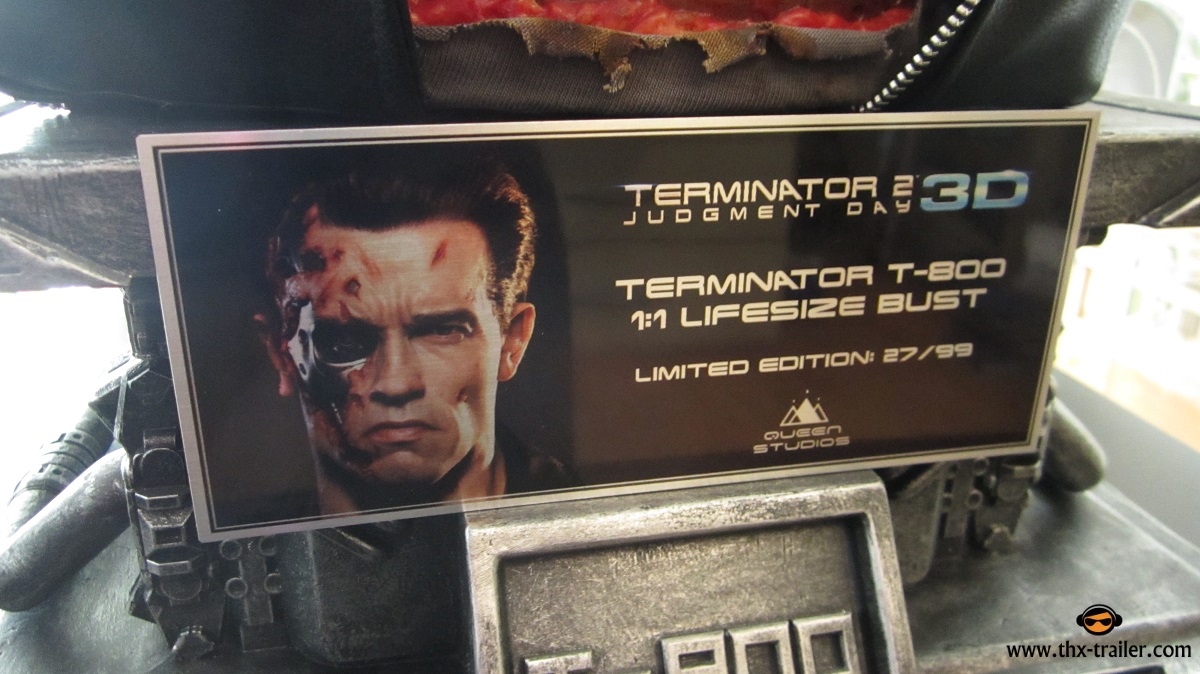 TERMINATOR 2 3D
JUDGMENT DAY
TERMINATOR T-800
1:1 LIFESIZE BUST
LIMITED EDITION: 27/99
QUEEN
STUDIOS
T-800
www.thx-trailer.com